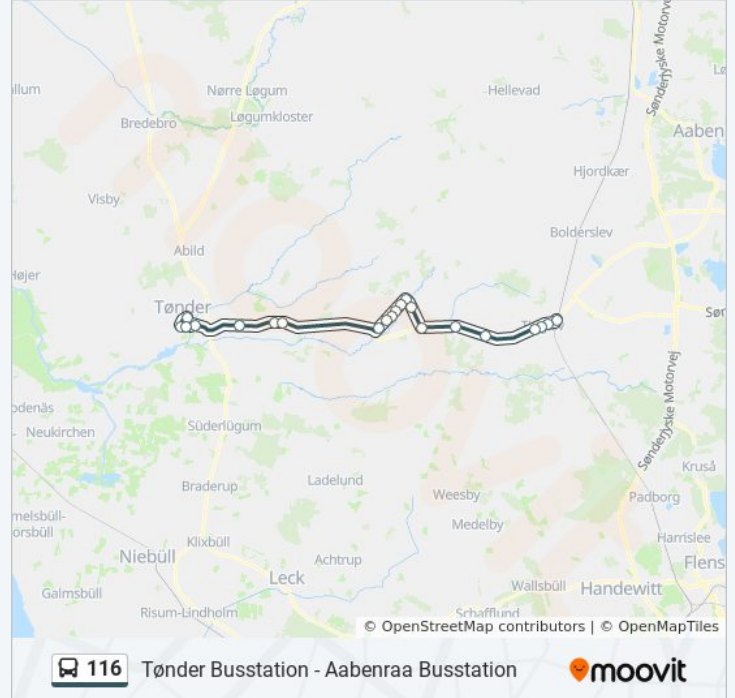 Sønderjyske Motorvej
Nørre Løgum
Hellevad
Løgumkloster
Bredebro
Aaben
Hjordkær
Visby
Bolderslev
Abild
Højer
Tønder
Sønderjyske Motorvej
Neukirchen
Süderlügum
Kruså
Ladelund
Braderup
Weesby
Padborg
Medelby
Klixbüll
Harrislee
Niebüll
Achtrup
Flens
Leck
Wallsbüll
Handewitt
Galmsbüll
Risum-Lindholm
Schafflund
© OpenStreetMap contributors | © OpenMapTiles
116 Tønder Busstation - Aabenraa Busstation
moovit